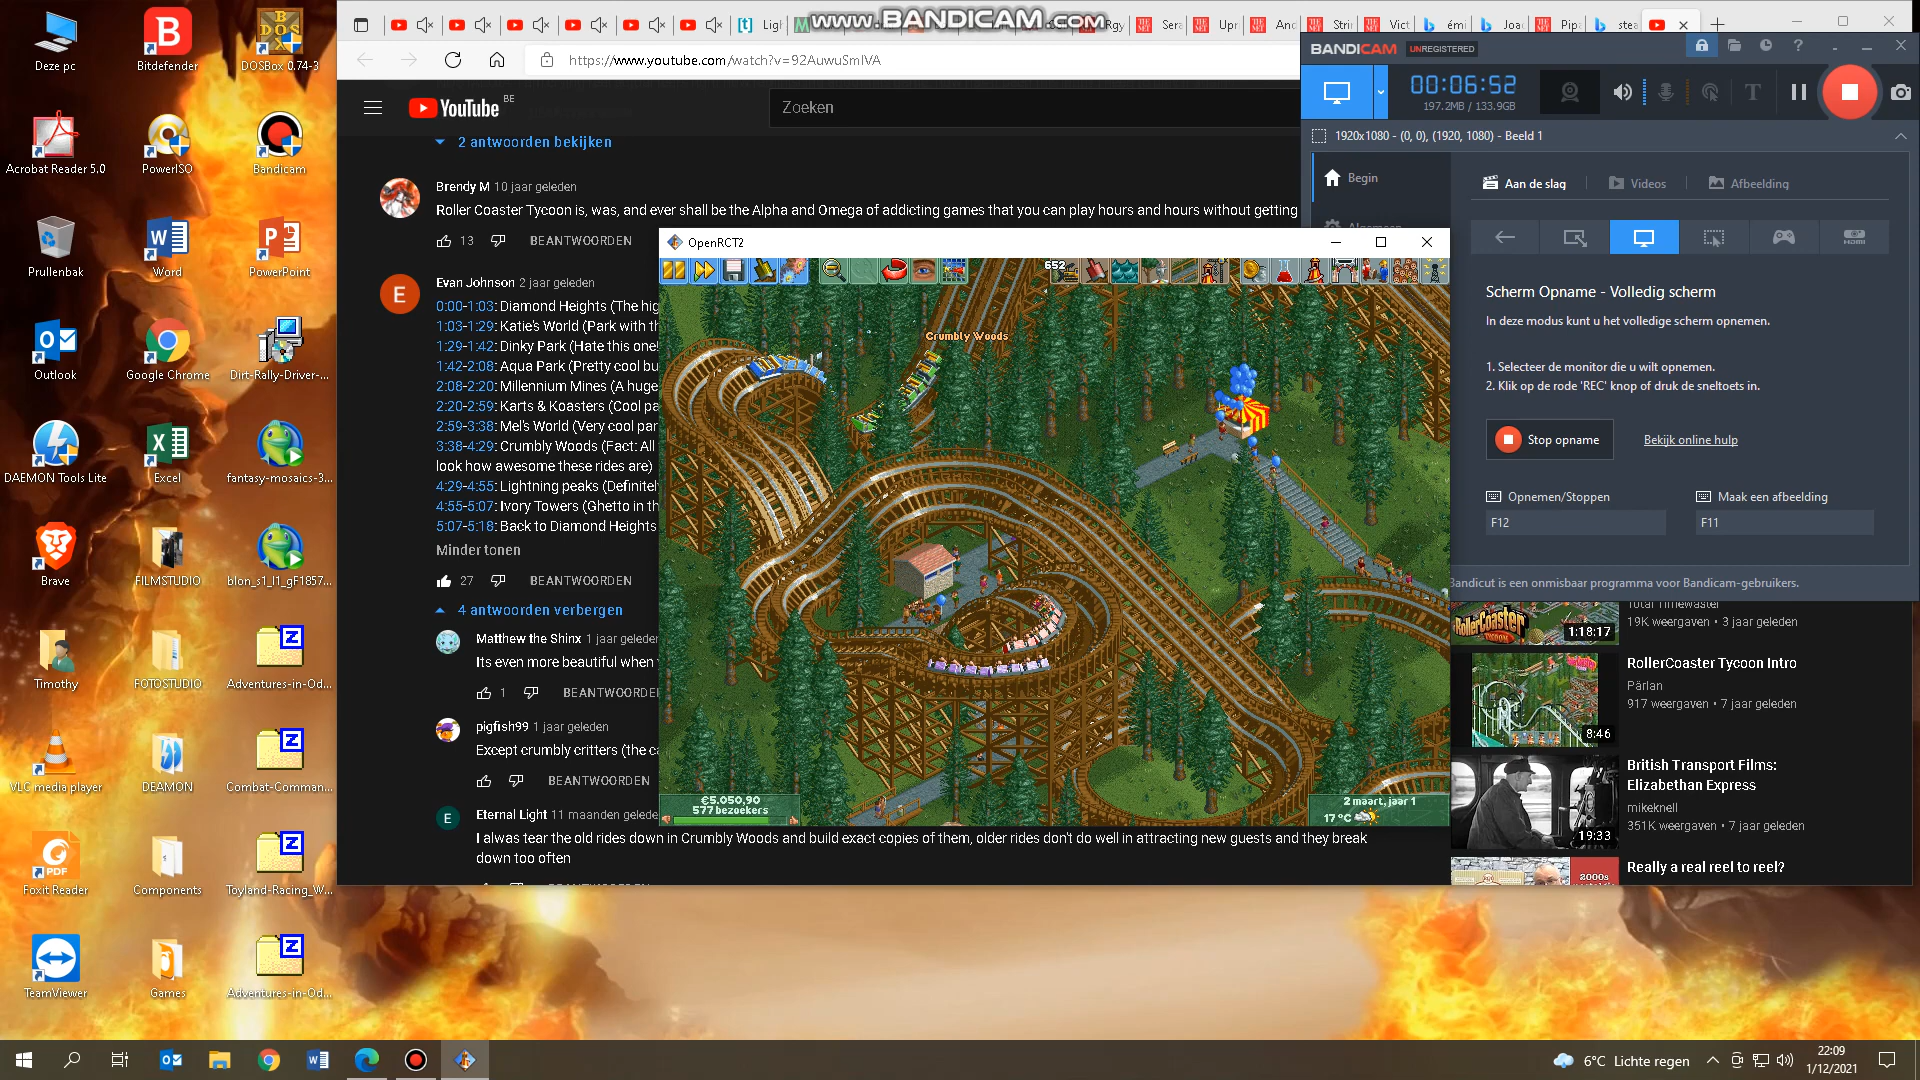 Deze pc
Bitdefender
DOSBox 0.74-3
Acrobat Reader 5.0
PowerISO
Bandicam
Prullenbak
Word
PowerPoint
Outlook
Google Chrome
Dirt-Rally-Driver-...
DAEMON Tools Lite
Excel
fantasy-mosaics-3...
Brave
FILMSTUDIO
blon_s1_l1_gF1857...
Timothy
FOTOSTUDIO
Adventures-in-Od...
VLC media player
DEAMON
Combat-Comman...
Foxit Reader
Components
Toyland-Racing_W...
TeamViewer
Games
Adventures-in-Od...
www.BANDICAM.com
https://www.youtube.com/watch?v=92AuwuSmIVA
YouTube BE
Zoeken
2 antwoorden bekijken
Brendy M 10 jaar geleden
Roller Coaster Tycoon is, was, and ever shall be the Alpha and Omega of addicting games that you can play hours and hours without getting
13 BEANTWOORDEN
Evan Johnson 2 jaar geleden
0:00-1:03: Diamond Heights (The hig
1:03-1:29: Katie's World (Park with th
1:29-1:42: Dinky Park (Hate this one!
1:42-2:08: Aqua Park (Pretty cool bu
2:08-2:20: Millennium Mines (A huge
2:20-2:59: Karts & Koasters (Cool pa
2:59-3:38: Mel's World (Very cool par
3:38-4:29: Crumbly Woods (Fact: All
look how awesome these rides are)
4:29-4:55: Lightning peaks (Definitel
4:55-5:07: Ivory Towers (Ghetto in th
5:07-5:18: Back to Diamond Heights
Minder tonen
27 BEANTWOORDEN
4 antwoorden verbergen
Matthew the Shinx 1 jaar geleden
Its even more beautiful when
1 BEANTWOORDE
pigfish99 1 jaar geleden
Except crumbly critters (the ca
BEANTWOORDEN
Eternal Light 11 maanden gelede
I alwas tear the old rides down in Crumbly Woods and build exact copies of them, older rides don't do well in attracting new guests and they break
down too often
OpenRCT2
652
Crumbly Woods
€5.050,90
577 bezoekers
2 maart, jaar 1
17°C
BANDICAM UNREGISTERED
00:06:52
197.2MB / 133.9GB
1920x1080 - (0, 0), (1920, 1080) - Beeld 1
Begin
Aan de slag
Videos
Afbeelding
Scherm Opname - Volledig scherm
In deze modus kunt u het volledige scherm opnemen.
1. Selecteer de monitor die u wilt opnemen.
2. Klik op de rode 'REC' knop of druk de sneltoets in.
Stop opname
Bekijk online hulp
Opnemen/Stoppen
Maak een afbeelding
F12
F11
Bandicut is een onmisbaar programma voor Bandicam-gebruikers.
RollerCoaster
1:18:17
Total Timewaster
19K weergaven • 3 jaar geleden
RollerCoaster Tycoon Intro
Pärlan
917 weergaven • 7 jaar geleden
8:46
British Transport Films:
Elizabethan Express
mikeknell
351K weergaven • 7 jaar geleden
19:33
Really a real reel to reel?
2000s
6°C Lichte regen
22:09
1/12/2021